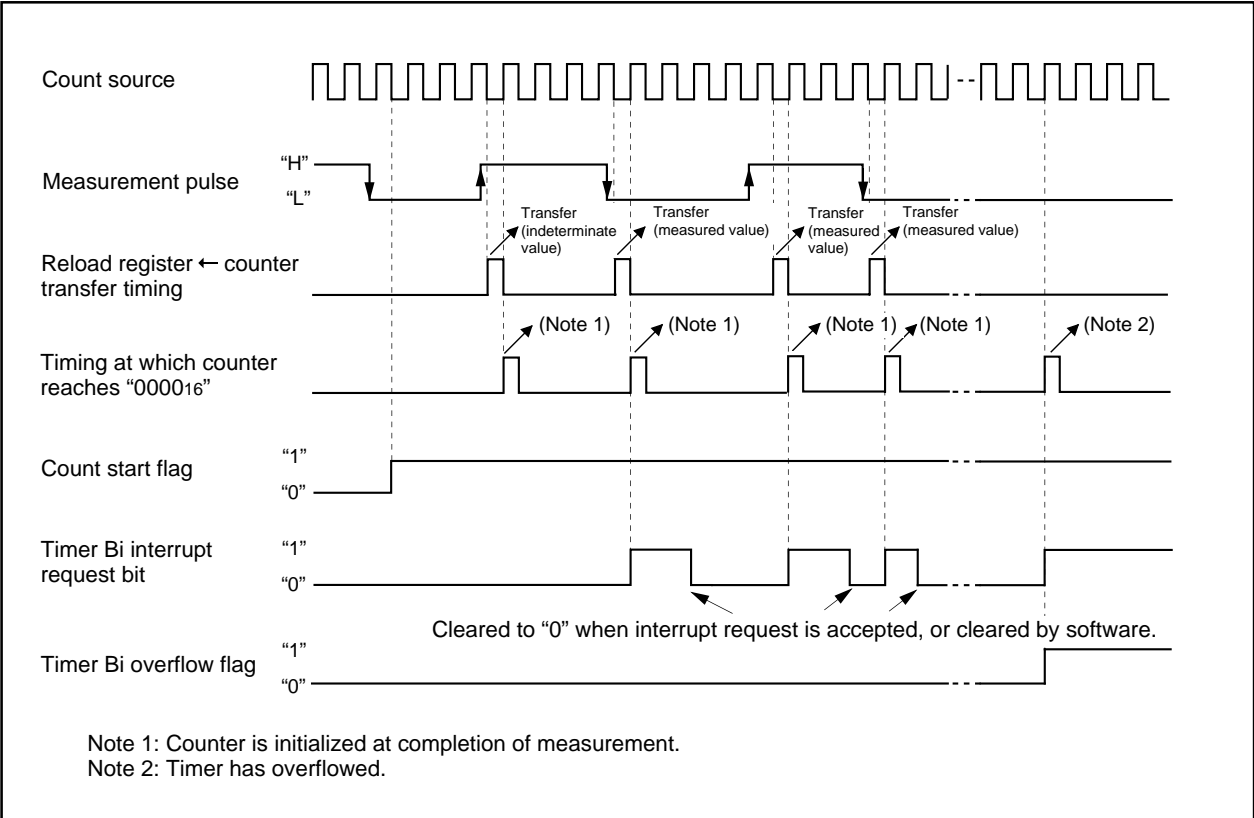 Count source
Measurement pulse
“H”
“L”
Transfer
(indeterminate
value)
Transfer
(measured value)
Transfer
(measured
value)
Transfer
(measured value)
Reload register ← counter
transfer timing
(Note 1)
(Note 1)
(Note 1)
(Note 1)
(Note 2)
Timing at which counter
reaches “000016”
Count start flag
“1”
“0”
Timer Bi interrupt
request bit
“1”
“0”
Cleared to “0” when interrupt request is accepted, or cleared by software.
Timer Bi overflow flag
“1”
“0”
Note 1: Counter is initialized at completion of measurement.
Note 2: Timer has overflowed.